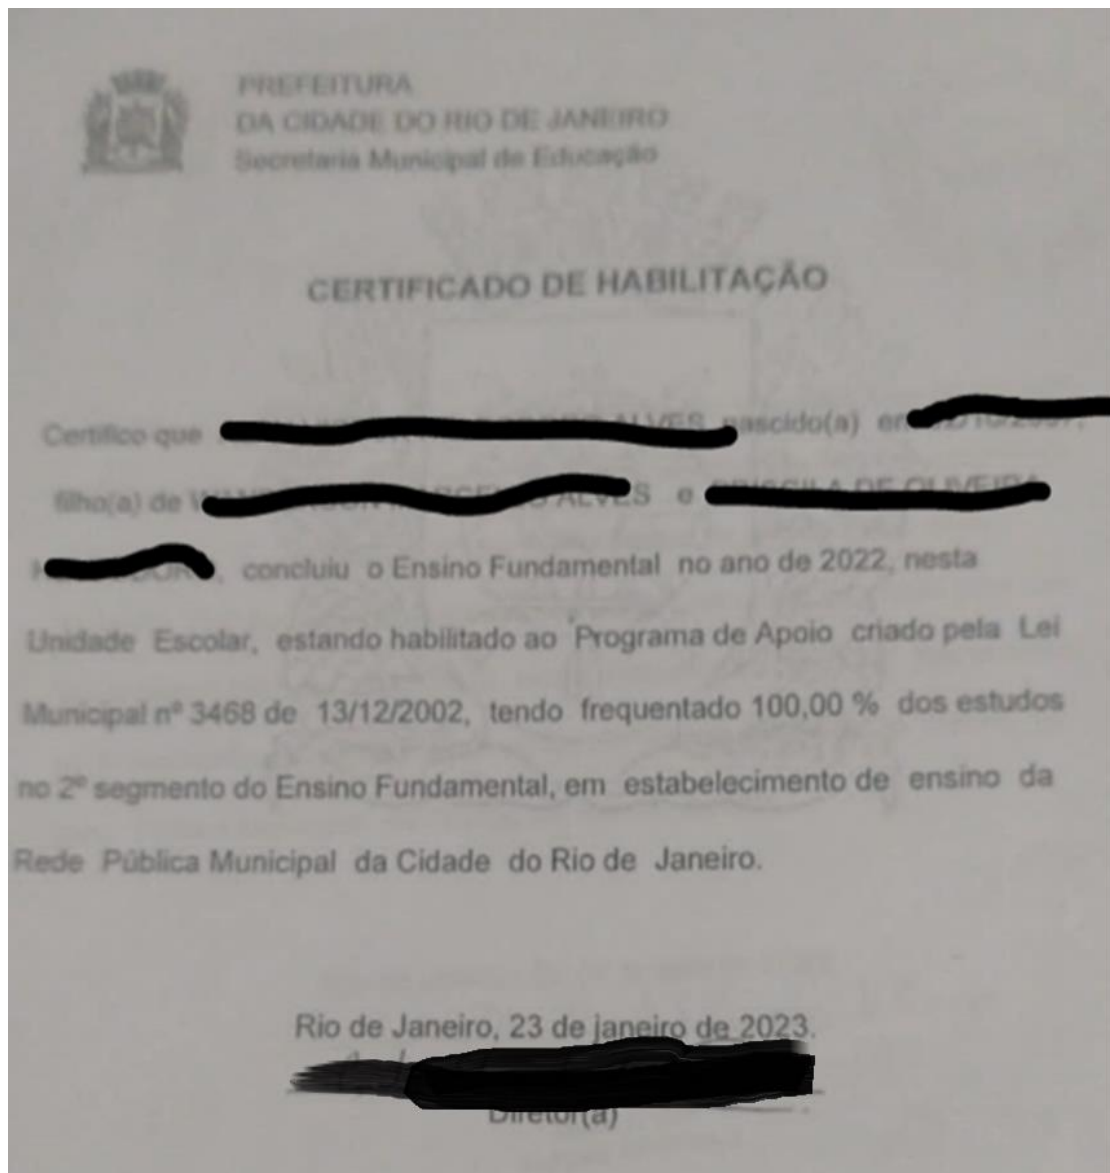 PREFEITURA
DA CIDADE DO RIO DE JANEIRO
Secretaria Municipal de Educação
CERTIFICADO DE HABILITAÇÃO
Certifico que nascido(a) em
filho(a) de e
, concluiu o Ensino Fundamental no ano de 2022, nesta
Unidade Escolar, estando habilitado ao Programa de Apoio criado pela Lei
Municipal nº 3468 de 13/12/2002, tendo frequentado 100,00 % dos estudos
no 2º segmento do Ensino Fundamental, em estabelecimento de ensino da
Rede Pública Municipal da Cidade do Rio de Janeiro.
Rio de Janeiro, 23 de janeiro de 2023.
Diretor(a)